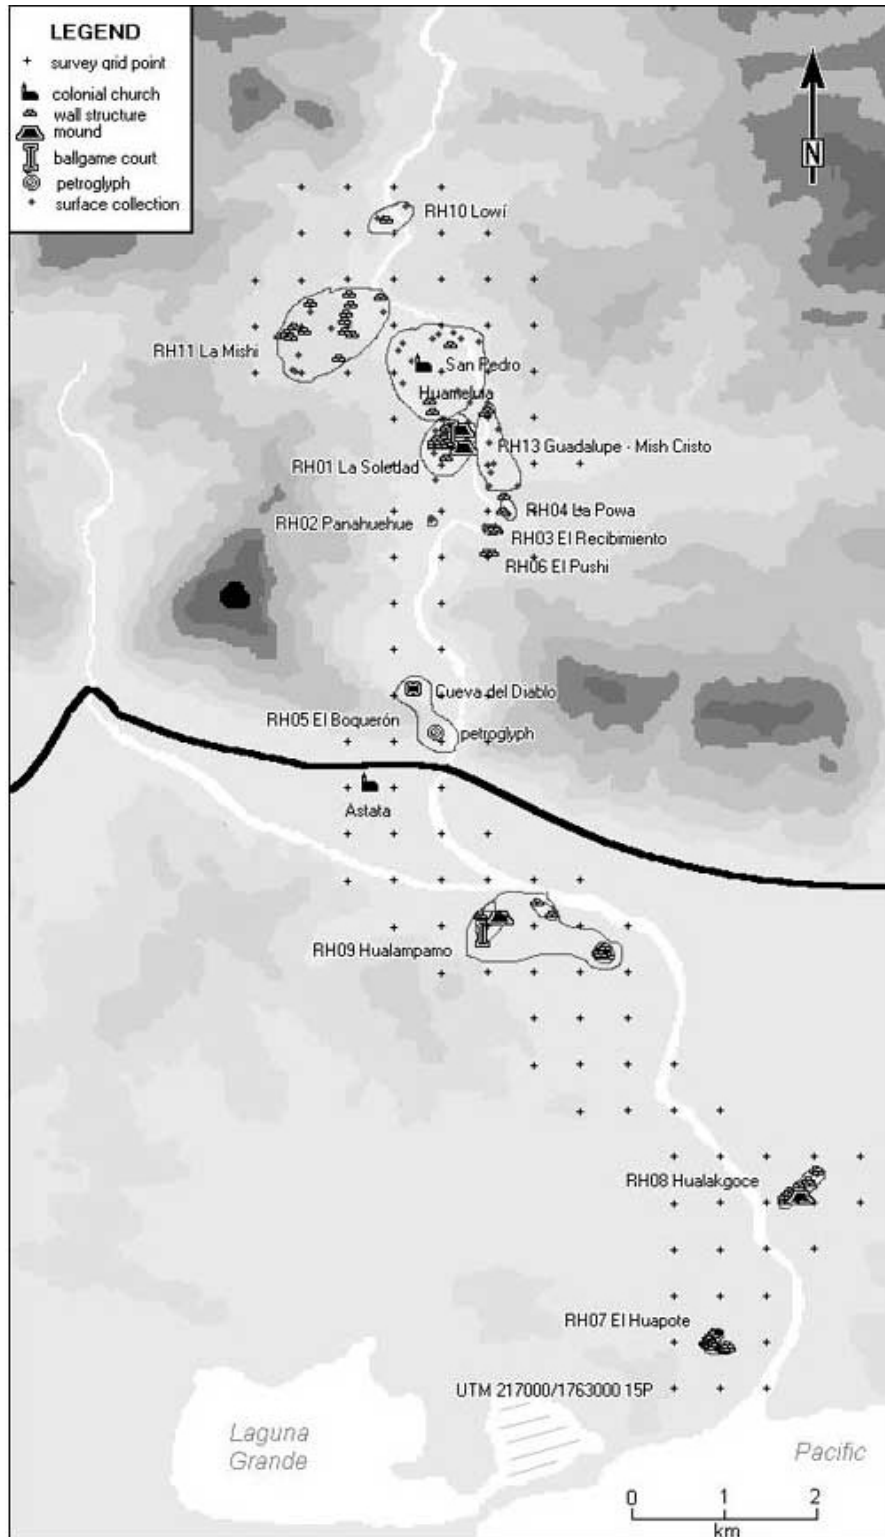 LEGEND
survey grid point
colonial church
wall structure
mound
ballgame court
petroglyph
surface collection
N
RH10 Lowí
RH11 La Mishi
San Pedro
Huamelula
RH13 Guadalupe - Mish Cristo
RH01 La Soledad
RH04 La Powa
RH02 Panahuehue
RH03 El Recibimiento
RH06 El Pushi
Cueva del Diablo
RH05 El Boquerón
petroglyph
Astata
RH09 Hualampamo
RH08 Hualakgoce
RH07 El Huapote
UTM 217000/1763000 15P
Laguna
Grande
Pacific
0 1 2
km